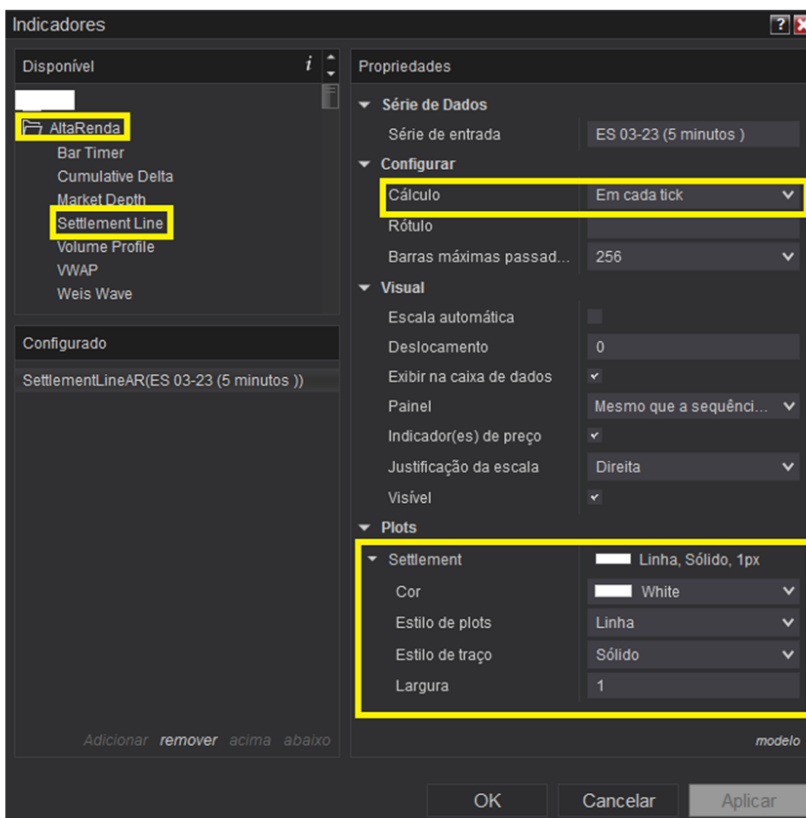 Indicadores
?
Disponível i
AltaRenda
Bar Timer
Cumulative Delta
Market Depth
Settlement Line
Volume Profile
VWAP
Weis Wave
Configurado
SettlementLineAR(ES 03-23 (5 minutos ))
Adicionar remover acima abaixo
Propriedades
Série de Dados
Série de entrada ES 03-23 (5 minutos )
Configurar
Cálculo Em cada tick
Rótulo
Barras máximas passad... 256
Visual
Escala automática
Deslocamento 0
Exibir na caixa de dados
Painel Mesmo que a sequênci...
Indicador(es) de preço
Justificação da escala Direita
Visível
Plots
Settlement Linha, Sólido, 1px
Cor White
Estilo de plots Linha
Estilo de traço Sólido
Largura 1
modelo
OK Cancelar Aplicar